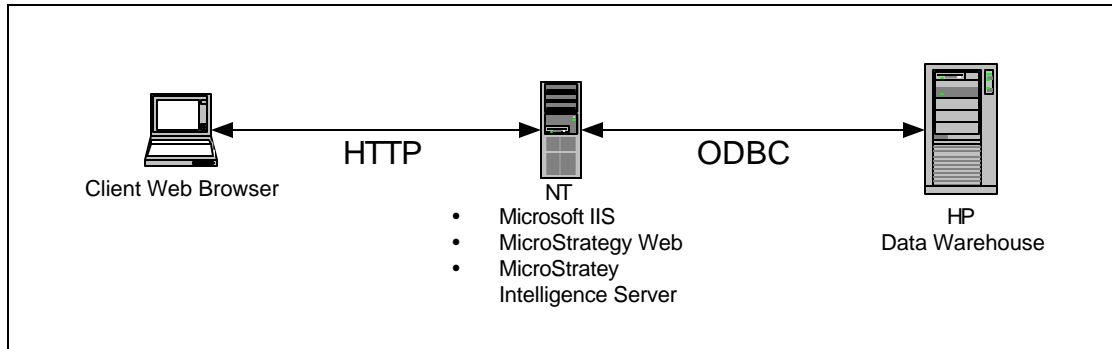 HTTP
ODBC
Client Web Browser
NT
• Microsoft IIS
• MicroStrategy Web
• MicroStratey
Intelligence Server
HP
Data Warehouse